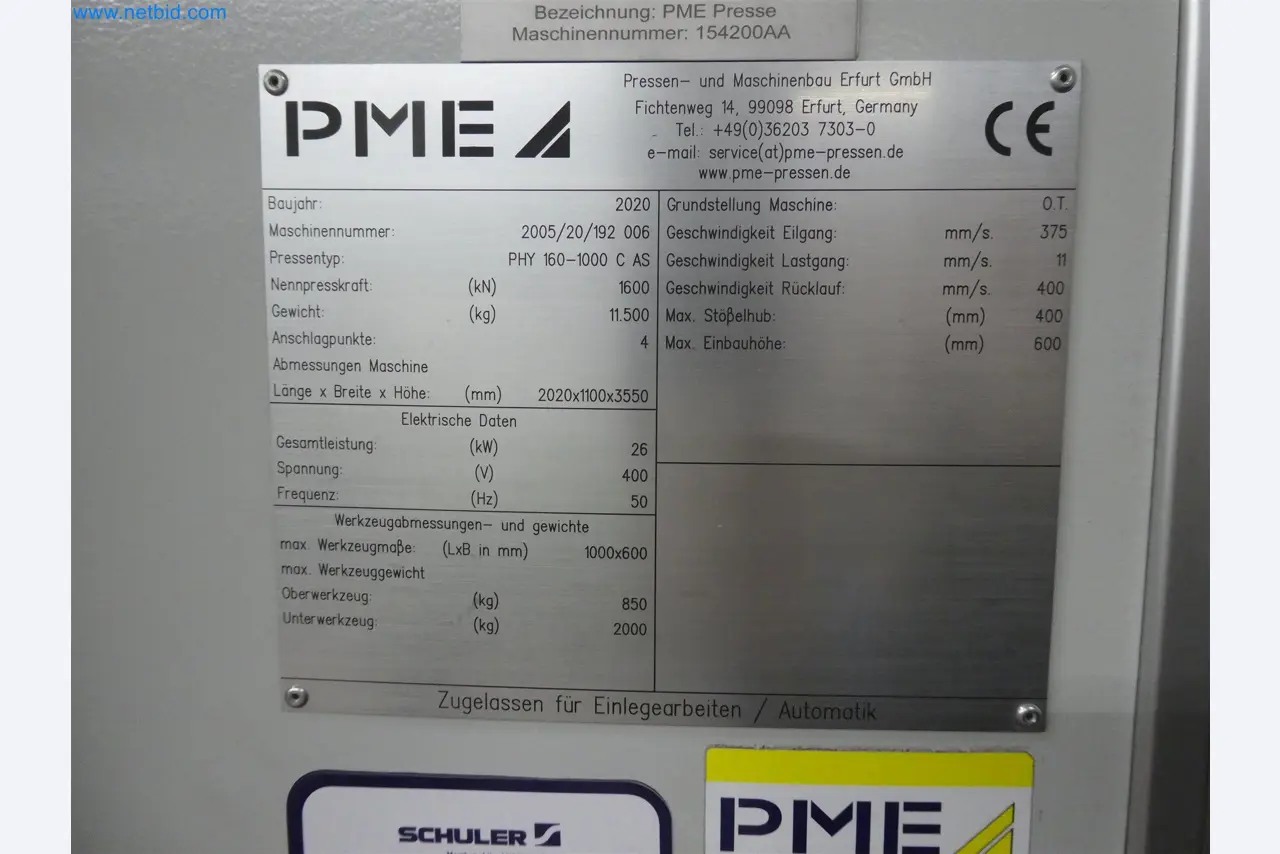 www.netbid.com
Bezeichnung: PME Presse
Maschinennummer: 154200AA
PME
Pressen- und Maschinenbau Erfurt GmbH
Fichtenweg 14, 99098 Erfurt, Germany
Tel.: +49(0)36203 7303-0
e-mail: service(at)pme-pressen.de
www.pme-pressen.de
CE
Baujahr: 2020
Maschinennummer: 2005/20/192 006
Pressentyp: PHY 160-1000 C AS
Nennpresskraft: (kN) 1600
Gewicht: (kg) 11.500
Anschlagpunkte: 4
Abmessungen Maschine
Länge x Breite x Höhe: (mm) 2020x1100x3550
Elektrische Daten
Gesamtleistung: (kW) 26
Spannung: (V) 400
Frequenz: (Hz) 50
Werkzeugabmessungen- und gewichte
max. Werkzeugmaße: (LxB in mm) 1000x600
max. Werkzeuggewicht
Oberwerkzeug: (kg) 850
Unterwerkzeug: (kg) 2000
Grundstellung Maschine: O.T.
Geschwindigkeit Eilgang: mm/s. 375
Geschwindigkeit Lastgang: mm/s. 11
Geschwindigkeit Rücklauf: mm/s. 400
Max. Stößelhub: (mm) 400
Max. Einbauhöhe: (mm) 600
Zugelassen für Einlegearbeiten / Automatik
SCHULER
PME